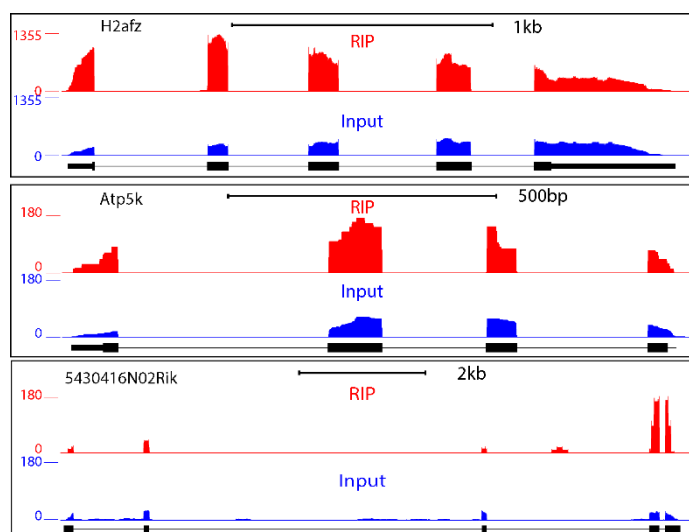 H2afz 1kb
1355 RIP
0
1355
Input
0
Atp5k 500bp
180 RIP
0
180
Input
0
5430416N02Rik 2kb
180 RIP
0
180
Input
0